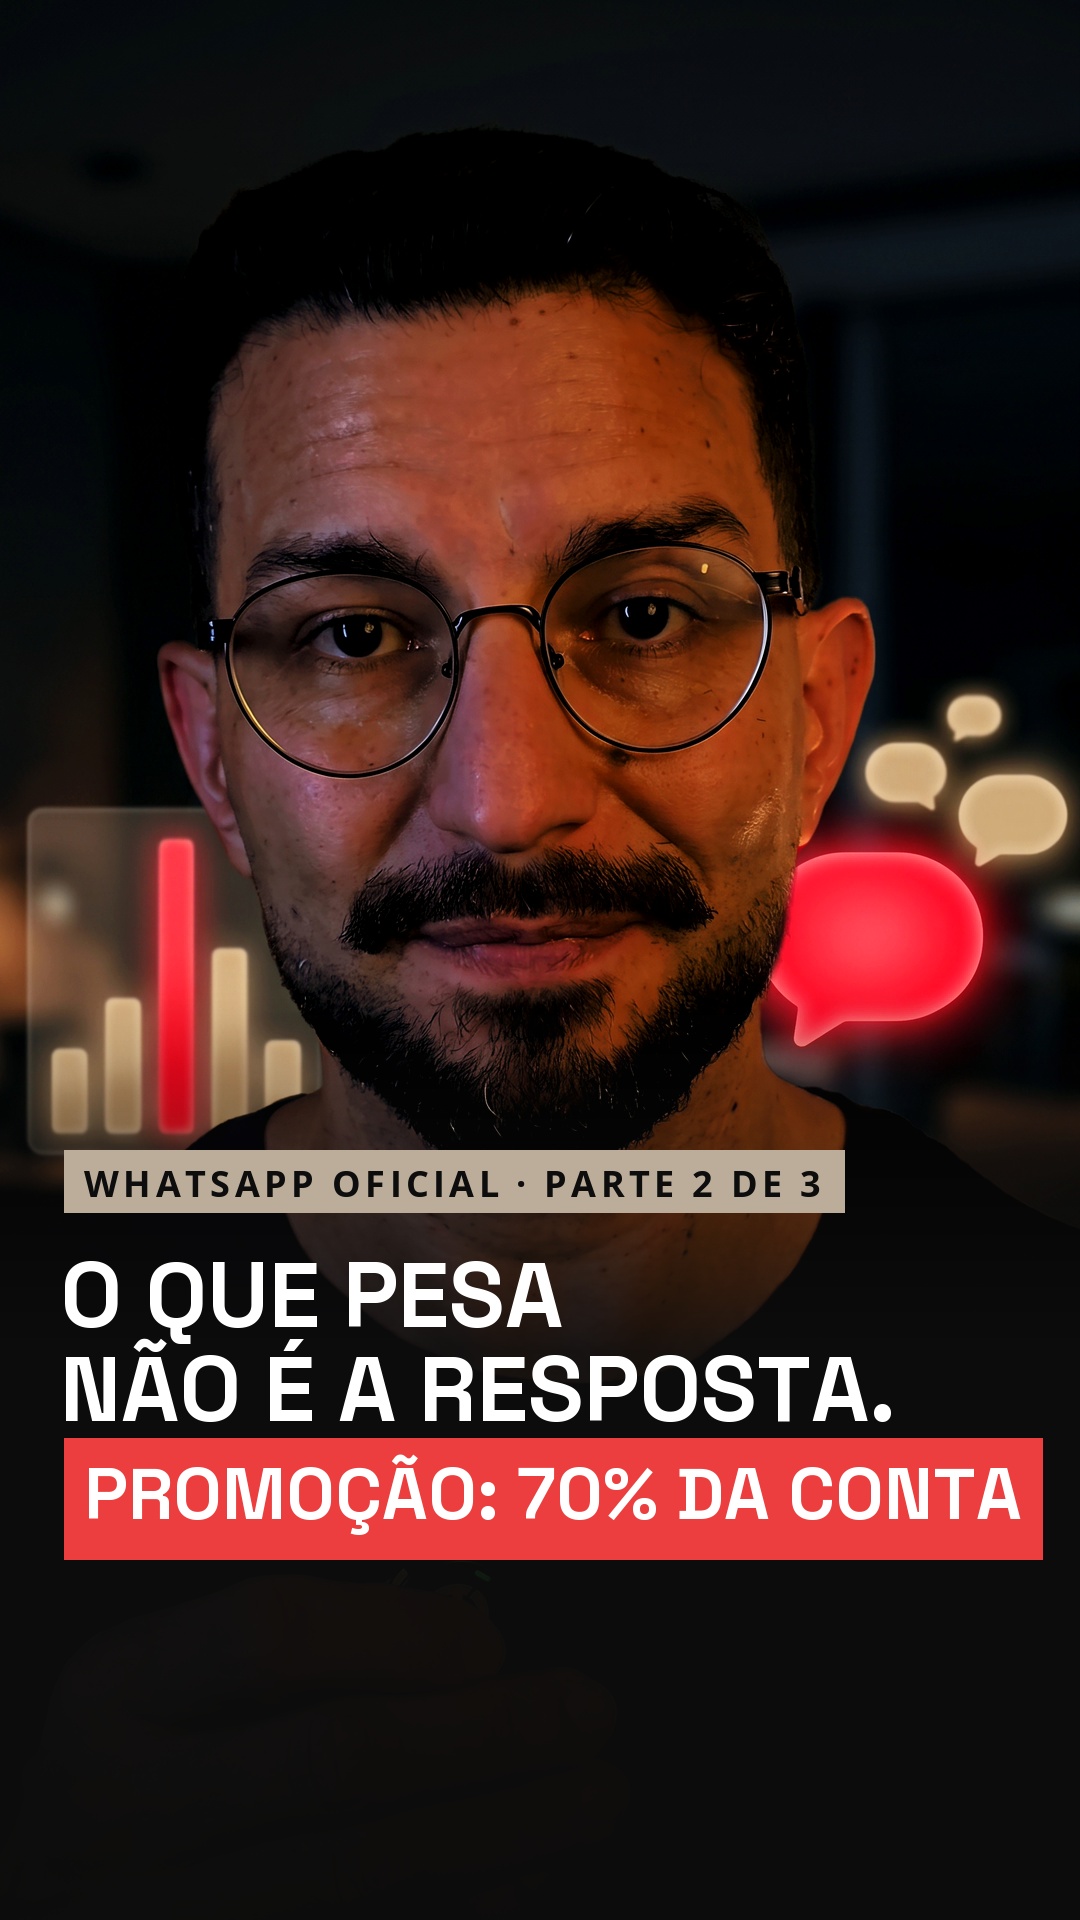 WHATSAPP OFICIAL · PARTE 2 DE 3
O QUE PESA
NÃO É A RESPOSTA.
PROMOÇÃO: 70% DA CONTA